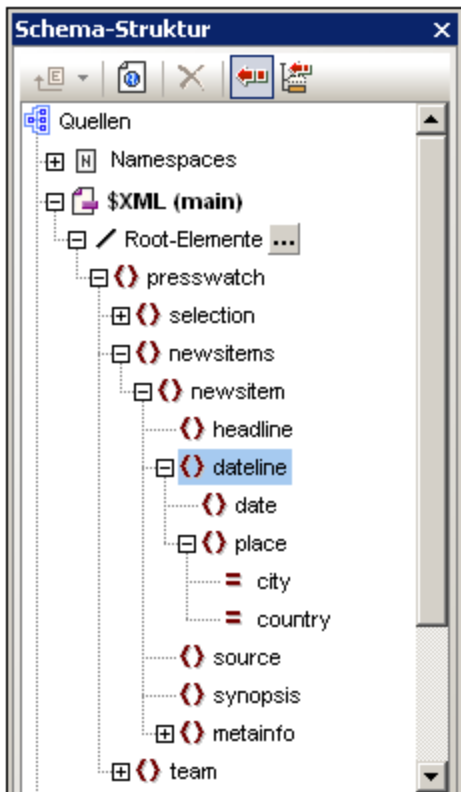 Schema-Struktur
E
Quellen
N Namespaces
$XML (main)
Root-Elemente ...
presswatch
selection
newsitems
newsitem
headline
dateline
date
place
= city
= country
source
synopsis
metainfo
team